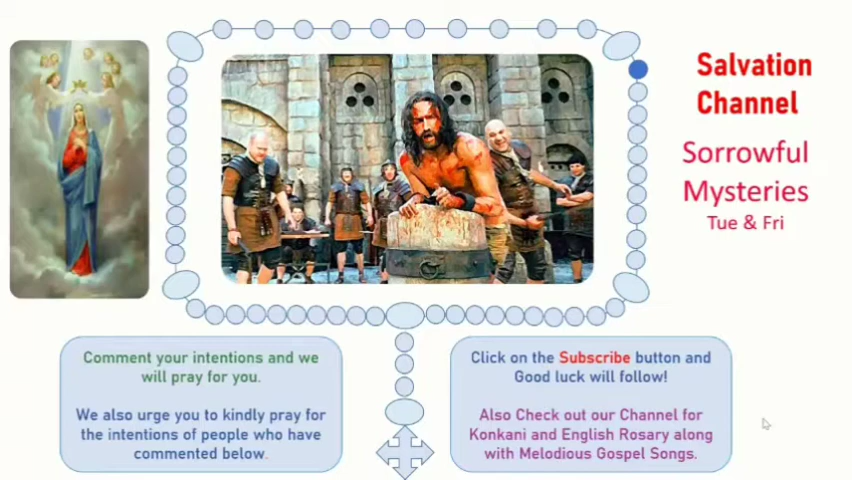 Salvation
Channel
Sorrowful
Mysteries
Tue & Fri
Comment your intentions and we
will pray for you.
We also urge you to kindly pray for
the intentions of people who have
commented below.
Click on the Subscribe button and
Good luck will follow!
Also Check out our Channel for
Konkani and English Rosary along
with Melodious Gospel Songs.